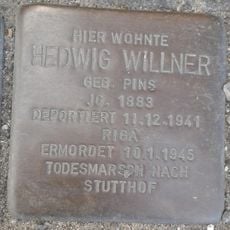 HIER WOHNTE
HEDWIG WILLNER
GEB. PINS
JG. 1883
DEPORTIERT 11.12.1941
RIGA
ERMORDET 10.1.1945
TODESMARSCH NACH
STUTTHOF